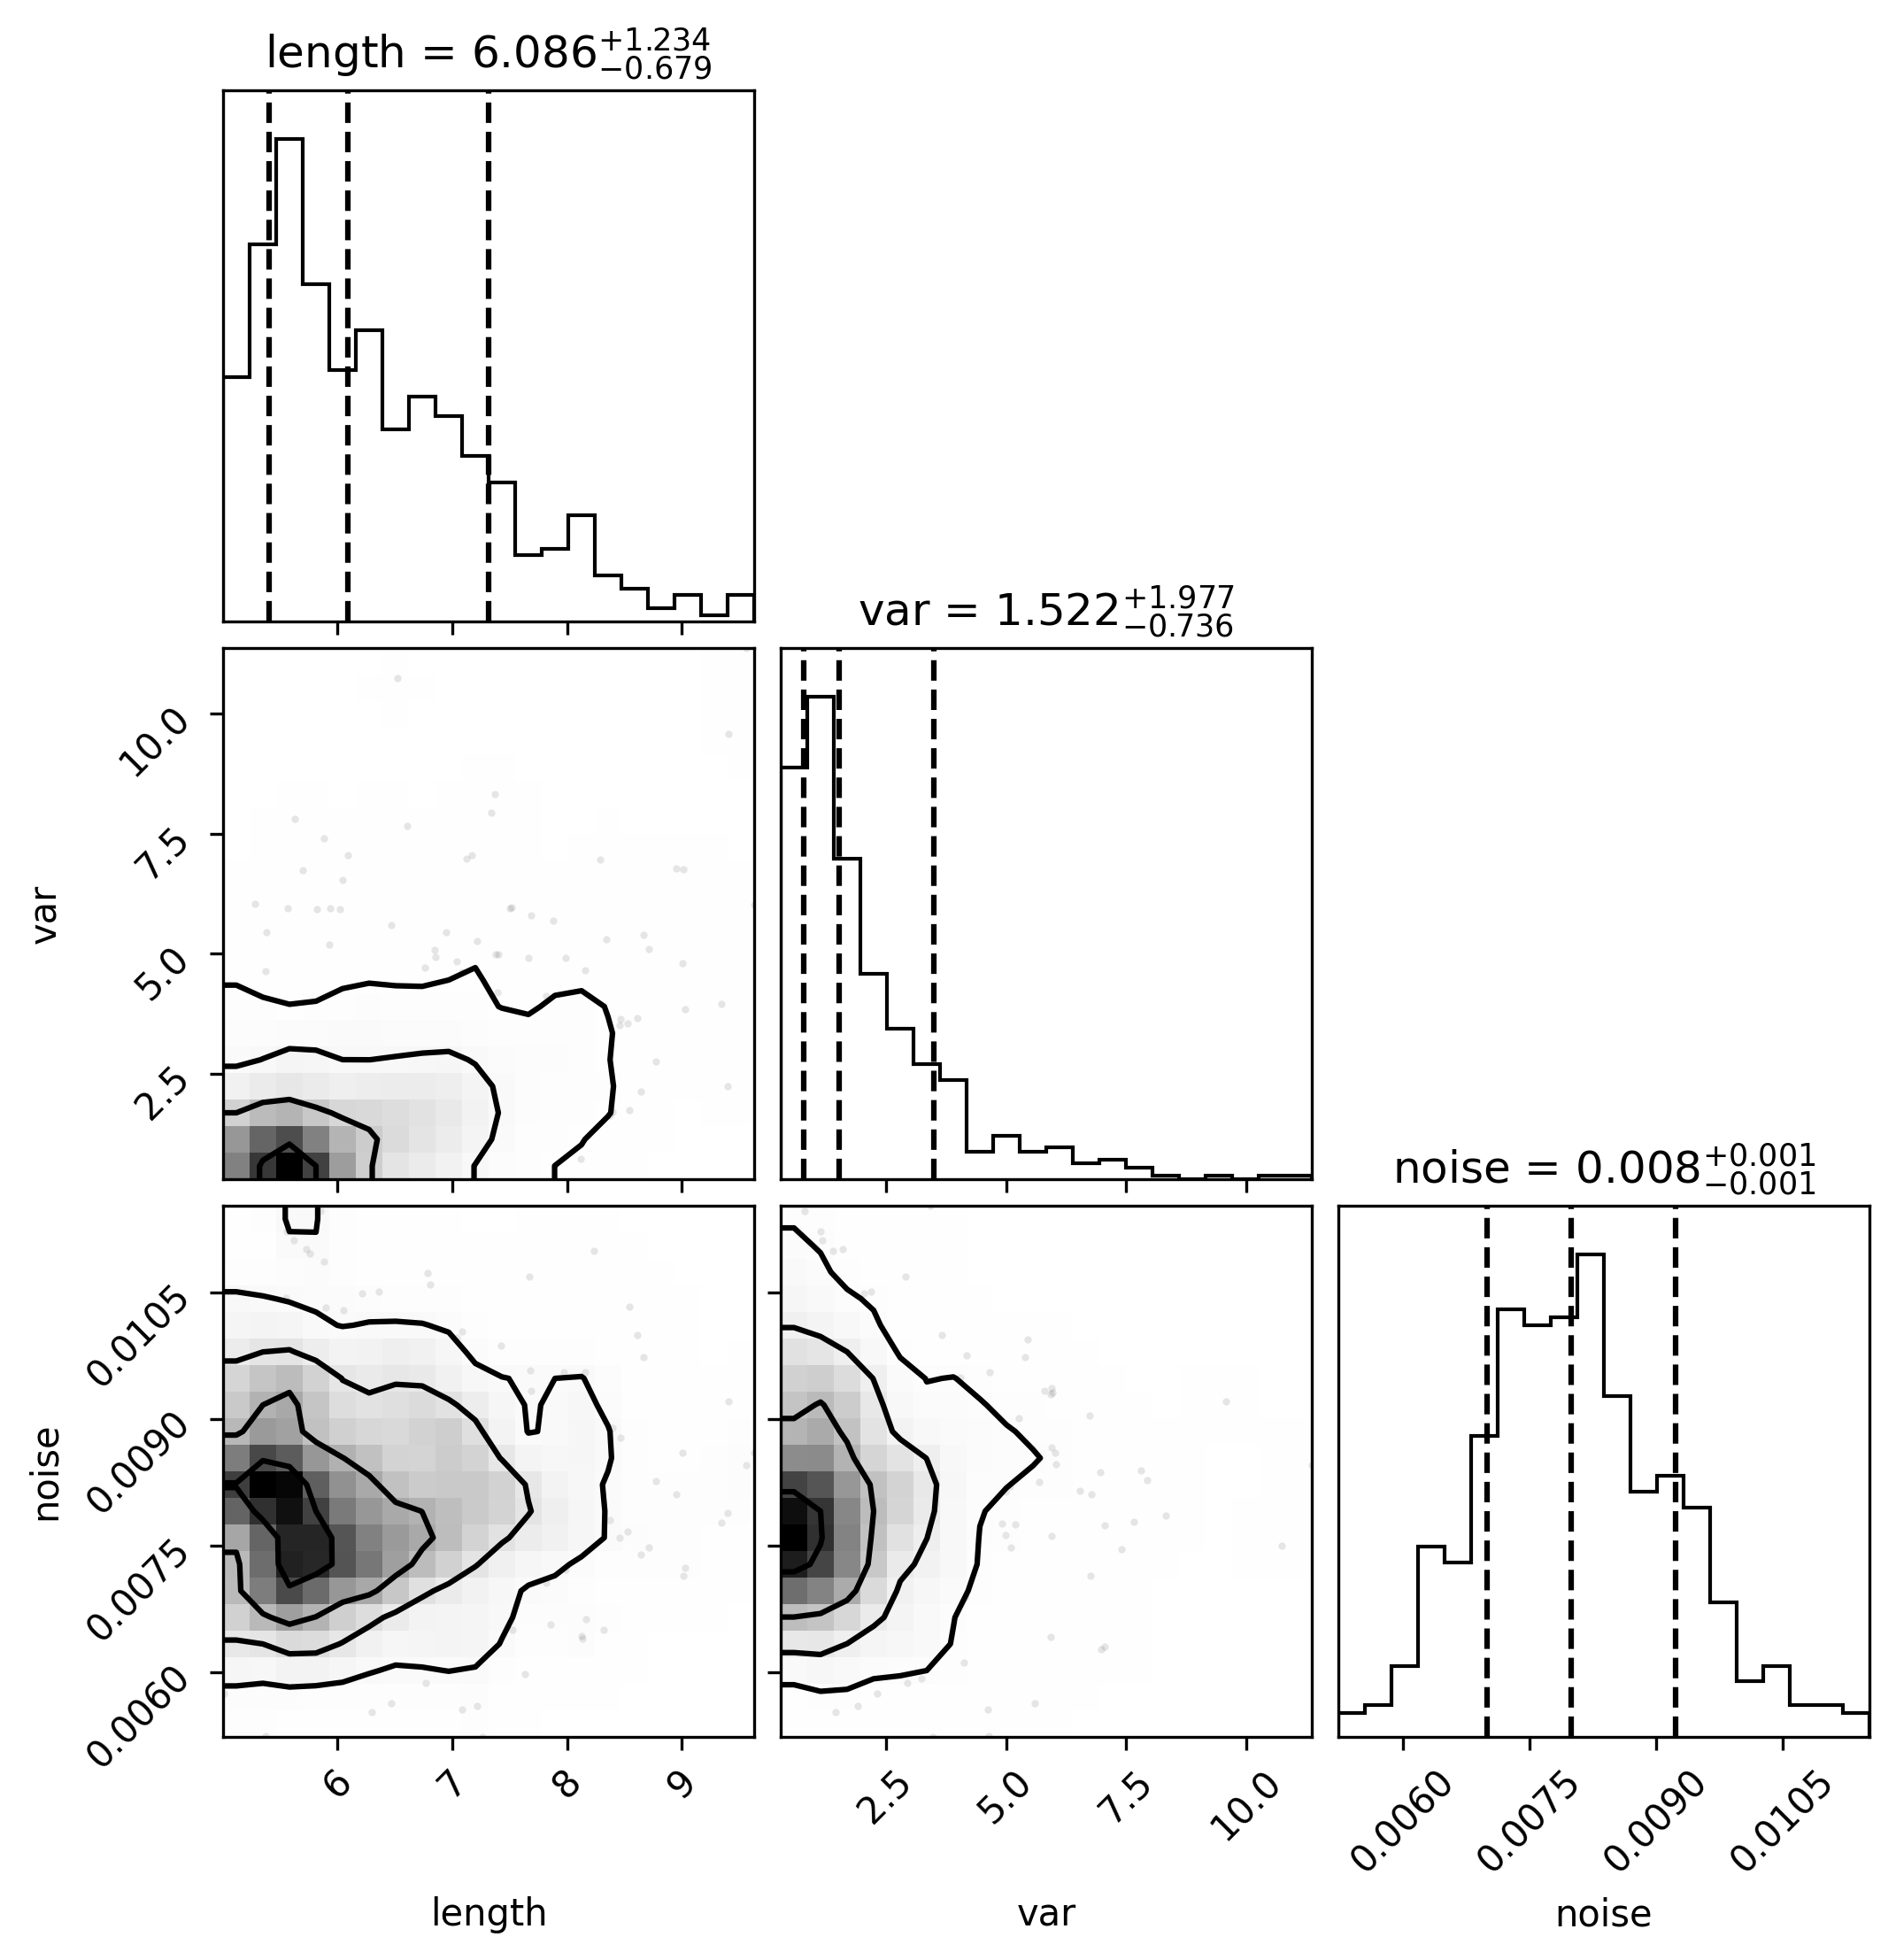 length = 6.086 +1.234 −0.679
var = 1.522 +1.977 −0.736
10.0
7.5
5.0
2.5
var
noise = 0.008 +0.001 −0.001
0.0105
0.0090
0.0075
0.0060
noise
6 7 8 9
2.5 5.0 7.5 10.0
0.0060 0.0075 0.0090 0.0105
length
var
noise